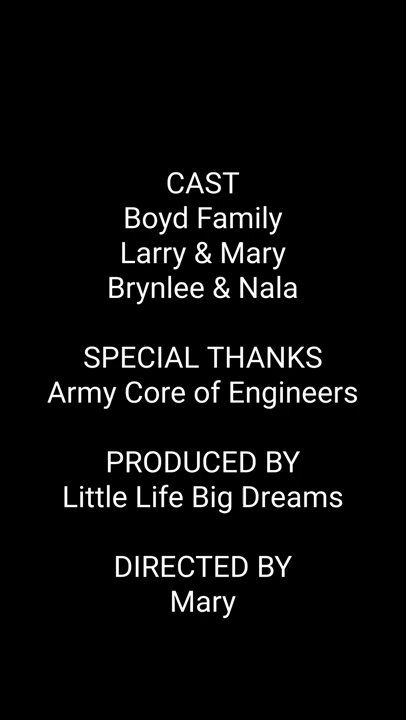 CAST
Boyd Family
Larry & Mary
Brynlee & Nala
SPECIAL THANKS
Army Core of Engineers
PRODUCED BY
Little Life Big Dreams
DIRECTED BY
Mary